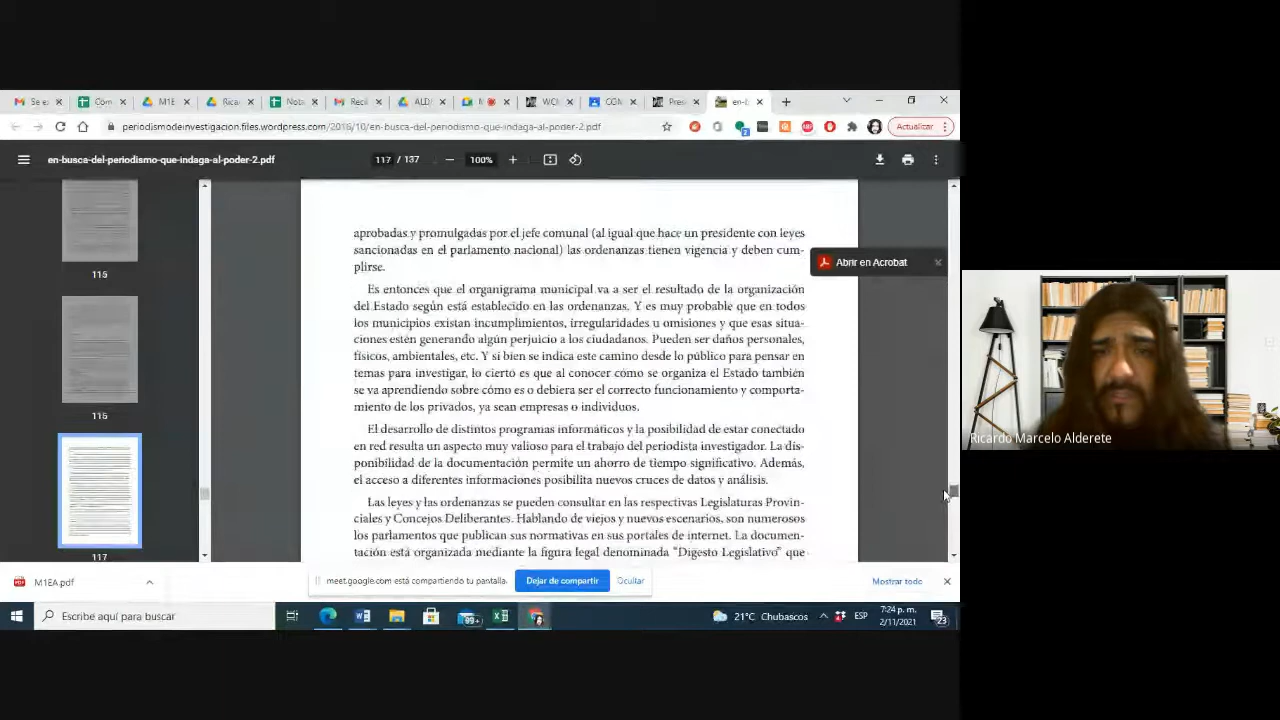 Se e
Cóm
M1E
Rica
Nota
Recil
ALD
M
WC
CON
Pres
en-b
periodismodeinvestigacion.files.wordpress.com/2016/10/en-busca-del-periodismo-que-indaga-al-poder-2.pdf
Actualizar
en-busca-del-periodismo-que-indaga-al-poder-2.pdf
117 / 137
100%
aprobadas y promulgadas por el jefe comunal (al igual que hace un presidente con leyes
sancionadas en el parlamento nacional) las ordenanzas tienen vigencia y deben cum-
plirse.
Abrir en Acrobat
115
Es entonces que el organigrama municipal va a ser el resultado de la organización
del Estado según está establecido en las ordenanzas. Y es muy probable que en todos
los municipios existan incumplimientos, irregularidades u omisiones y que esas situa-
ciones estén generando algún perjuicio a los ciudadanos. Pueden ser daños personales,
físicos, ambientales, etc. Y si bien se indica este camino desde lo público para pensar en
temas para investigar, lo cierto es que al conocer cómo se organiza el Estado también
se va aprendiendo sobre cómo es o debiera ser el correcto funcionamiento y comporta-
miento de los privados, ya sean empresas o individuos.
116
El desarrollo de distintos programas informáticos y la posibilidad de estar conectado
en red resulta un aspecto muy valioso para el trabajo del periodista investigador. La dis-
ponibilidad de la documentación permite un ahorro de tiempo significativo. Además,
el acceso a diferentes informaciones posibilita nuevos cruces de datos y análisis.
Las leyes y las ordenanzas se pueden consultar en las respectivas Legislaturas Provin-
ciales y Concejos Deliberantes. Hablando de viejos y nuevos escenarios, son numerosos
los parlamentos que publican sus normativas en sus portales de internet. La documen-
tación está organizada mediante la figura legal denominada “Digesto Legislativo” que
117
Ricardo Marcelo Alderete
M1EA.pdf
meet.google.com está compartiendo tu pantalla.
Dejar de compartir
Ocultar
Mostrar todo
Escribe aquí para buscar
99+
21°C Chubascos
ESP
7:24 p. m.
2/11/2021
23